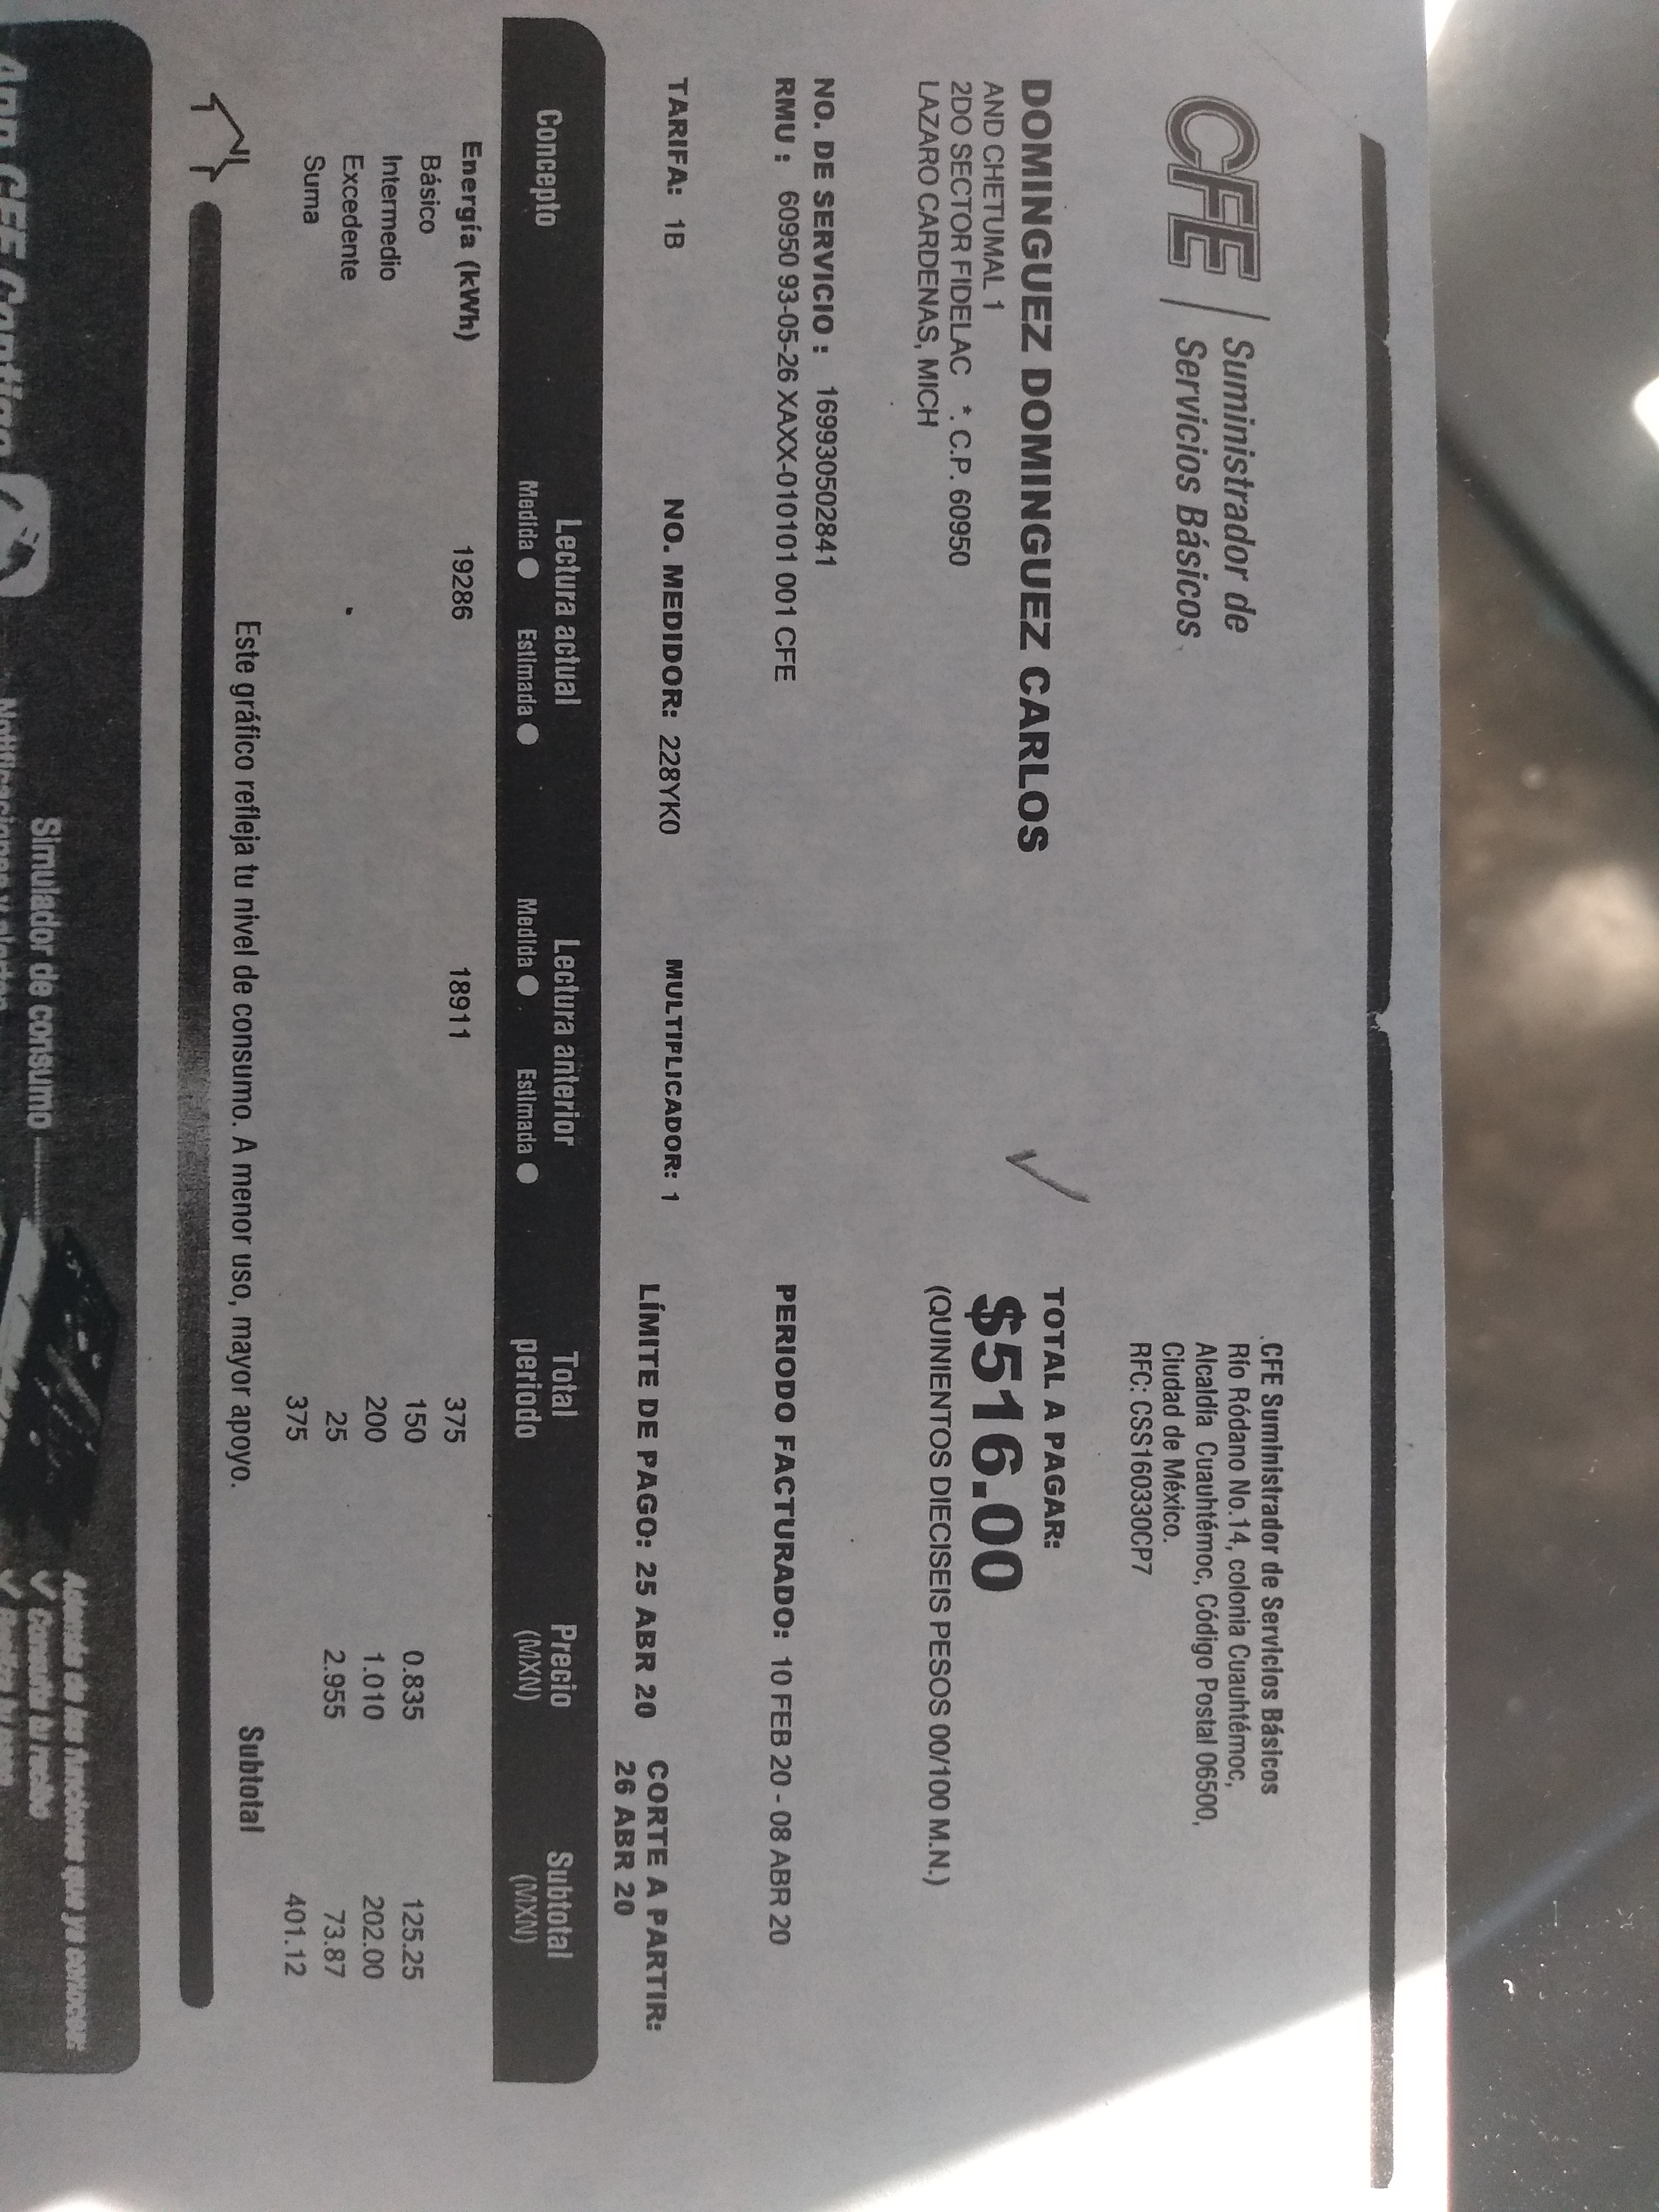 CFE Suministrador de
Servicios Básicos
CFE Suministrador de Servicios Básicos
Río Ródano No.14, colonia Cuauhtémoc,
Alcaldía Cuauhtémoc, Código Postal 06500,
Ciudad de México.
RFC: CSS160330CP7
DOMINGUEZ DOMINGUEZ CARLOS
AND CHETUMAL 1
2DO SECTOR FIDELAC *. C.P. 60950
LAZARO CARDENAS, MICH
TOTAL A PAGAR:
$516.00
(QUINIENTOS DIECISEIS PESOS 00/100 M.N.)
NO. DE SERVICIO : 169930502841
RMU : 60950 93-05-26 XAXX-010101 001 CFE
PERIODO FACTURADO: 10 FEB 20 - 08 ABR 20
TARIFA: 1B NO. MEDIDOR: 228YK0 MULTIPLICADOR: 1
LÍMITE DE PAGO: 25 ABR 20 CORTE A PARTIR:
26 ABR 20
Concepto Lectura actual Lectura anterior Total Precio Subtotal
Medida Estimada Medida Estimada periodo (MXN) (MXN)
Energía (kWh) 19286 18911 375
Básico 150 0.835 125.25
Intermedio 200 1.010 202.00
Excedente 25 2.955 73.87
Suma 375 401.12
Este gráfico refleja tu nivel de consumo. A menor uso, mayor apoyo. Subtotal
Además de las funciones que ya conoces:
Simulador de consumo
Consulta tu recibo
App CFE Contigo
Notificaciones y alertas